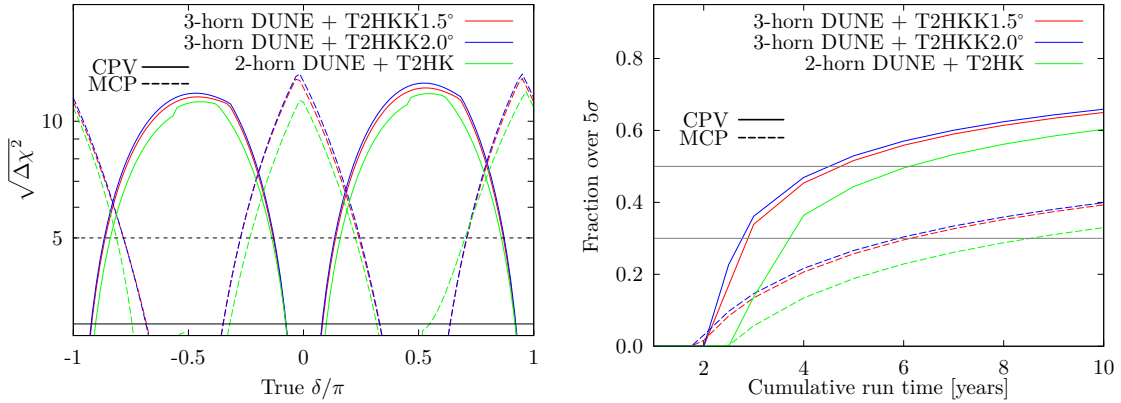 3-horn DUNE + T2HKK1.5°
3-horn DUNE + T2HKK2.0°
2-horn DUNE + T2HK
CPV
MCP
10
5
√Δχ²
-1
-0.5
0
0.5
1
True δ/π
3-horn DUNE + T2HKK1.5°
3-horn DUNE + T2HKK2.0°
2-horn DUNE + T2HK
CPV
MCP
0.8
0.6
0.4
0.2
0.0
Fraction over 5σ
2
4
6
8
10
Cumulative run time [years]